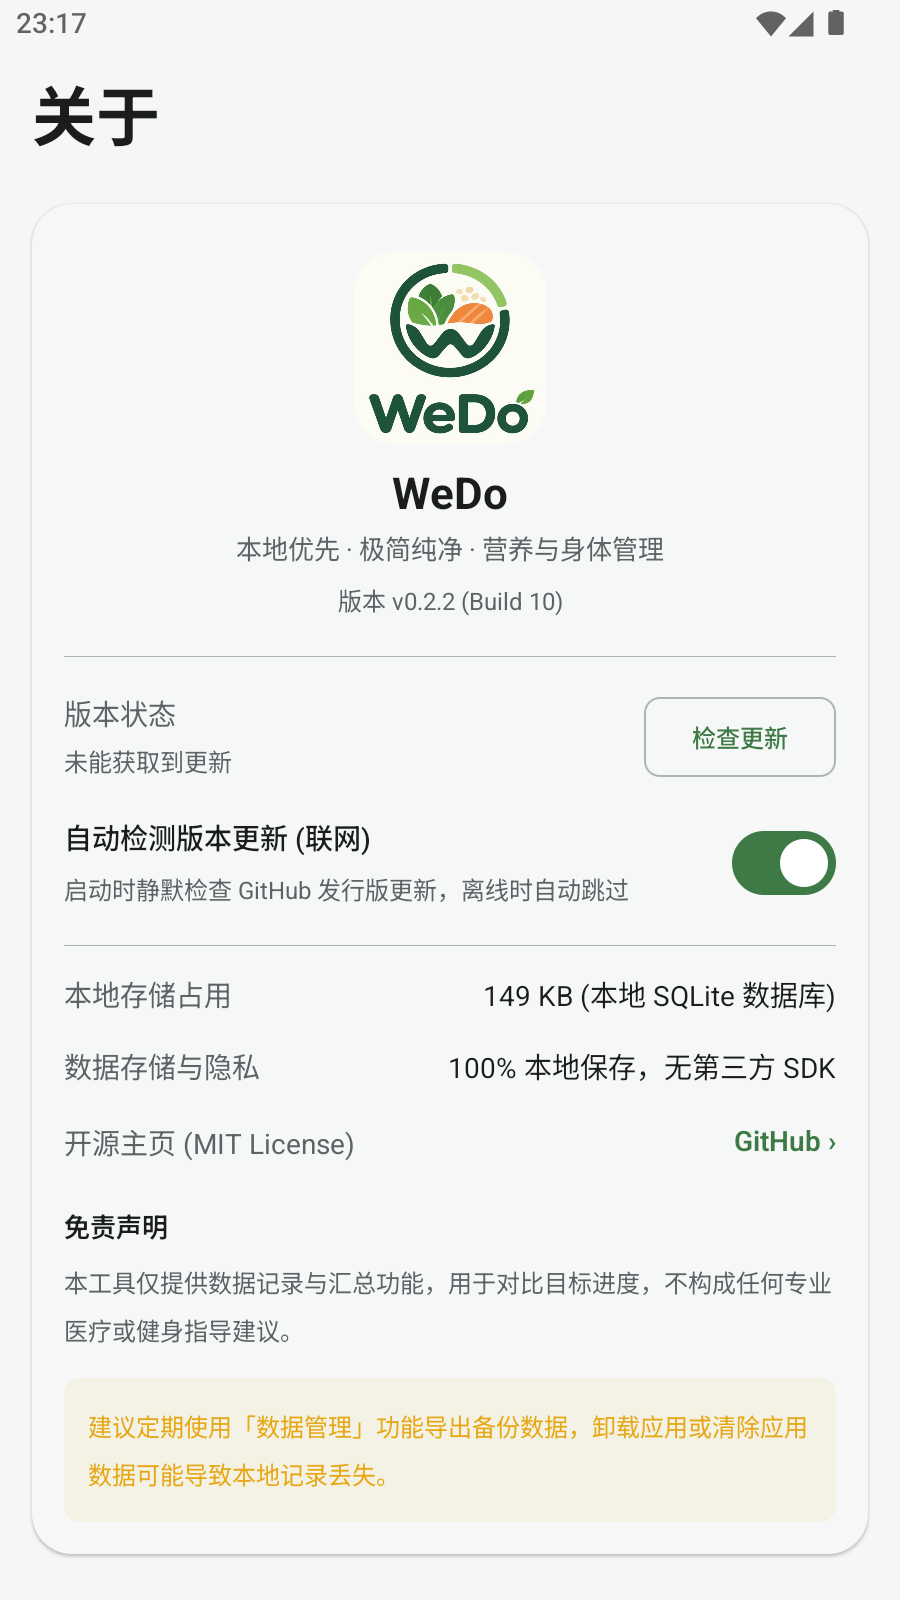 23:17
关于
WeDo
WeDo
本地优先 · 极简纯净 · 营养与身体管理
版本 v0.2.2 (Build 10)
版本状态
未能获取到更新
检查更新
自动检测版本更新 (联网)
启动时静默检查 GitHub 发行版更新，离线时自动跳过
本地存储占用
149 KB (本地 SQLite 数据库)
数据存储与隐私
100% 本地保存，无第三方 SDK
开源主页 (MIT License)
GitHub ›
免责声明
本工具仅提供数据记录与汇总功能，用于对比目标进度，不构成任何专业
医疗或健身指导建议。
建议定期使用「数据管理」功能导出备份数据，卸载应用或清除应用
数据可能导致本地记录丢失。